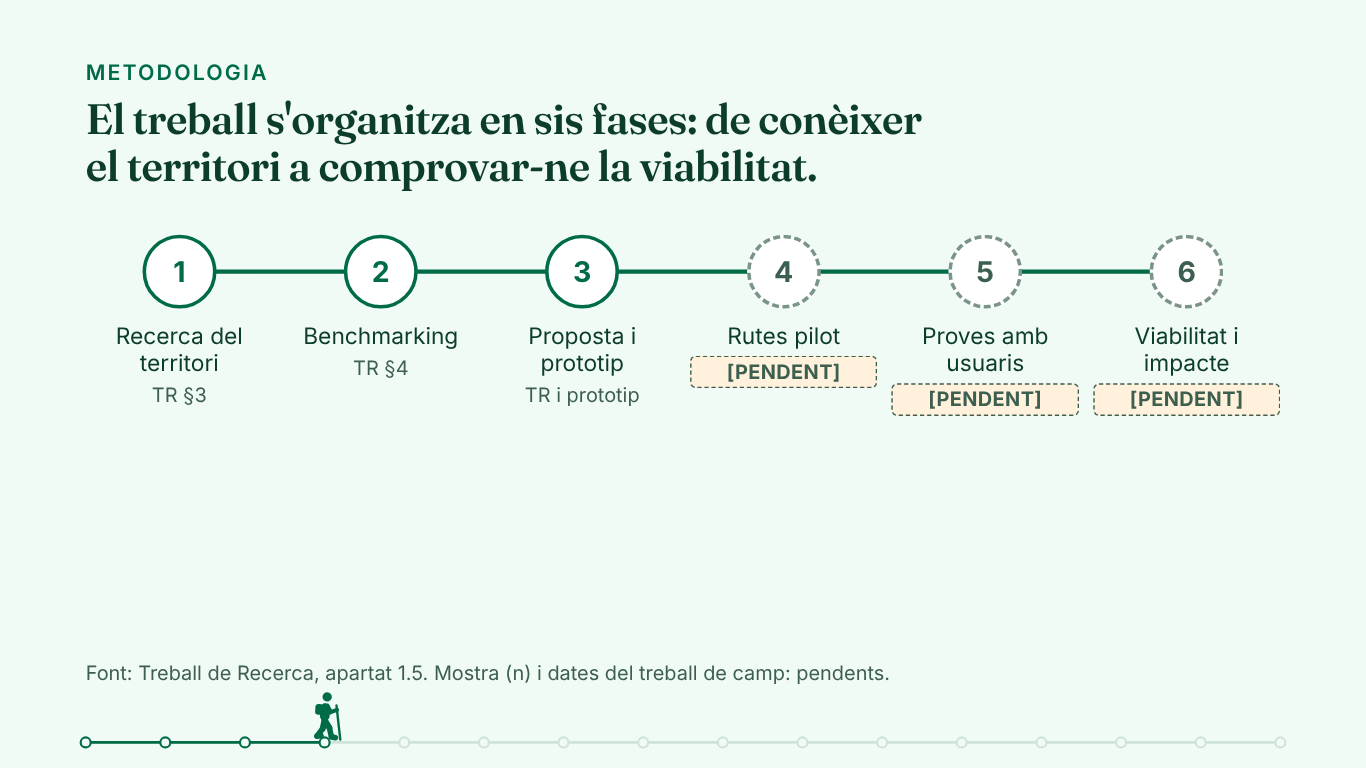 METODOLOGIA
El treball s'organitza en sis fases: de conèixer
el territori a comprovar-ne la viabilitat.
1
2
3
4
5
6
Recerca del
territori
TR §3
Benchmarking
TR §4
Proposta i
prototip
TR i prototip
Rutes pilot
[PENDENT]
Proves amb
usuaris
[PENDENT]
Viabilitat i
impacte
[PENDENT]
Font: Treball de Recerca, apartat 1.5. Mostra (n) i dates del treball de camp: pendents.